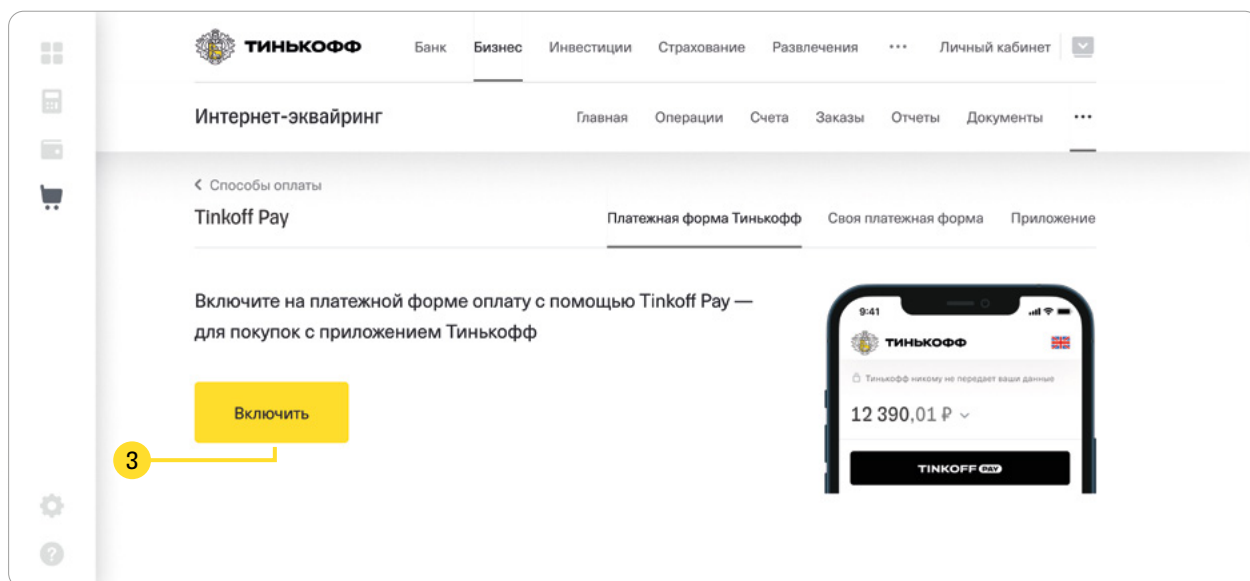 ТИНЬКОФФ Банк Бизнес Инвестиции Страхование Развлечения ••• Личный кабинет
Интернет-эквайринг Главная Операции Счета Заказы Отчеты Документы •••
Способы оплаты
Tinkoff Pay Платежная форма Тинькофф Своя платежная форма Приложение
Включите на платежной форме оплату с помощью Tinkoff Pay —
для покупок с приложением Тинькофф
Включить
3
9:41
ТИНЬКОФФ
Тинькофф никому не передает ваши данные
12 390,01 ₽
TINKOFF PAY
?